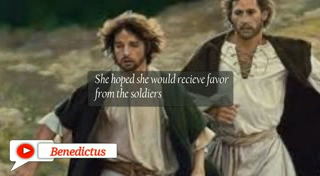 She hoped she would recieve favor
from the soldiers
Benedictus